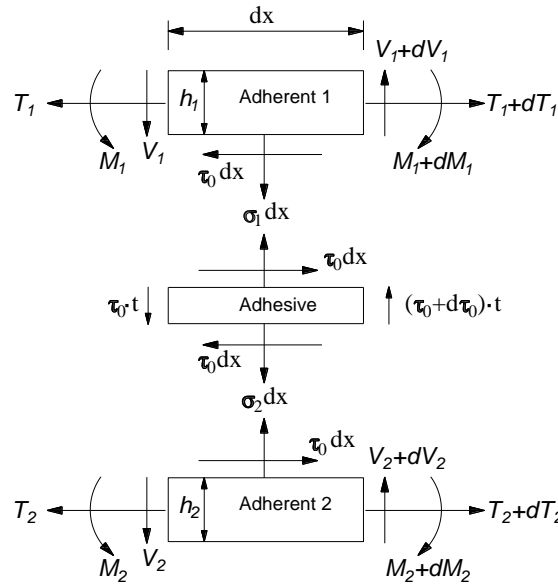 dx
V₁+dV₁
T₁
h₁
Adherent 1
T₁+dT₁
M₁
V₁
M₁+dM₁
τ₀dx
σ₁dx
τ₀dx
τ₀·t
Adhesive
(τ₀+dτ₀)·t
τ₀dx
σ₂dx
τ₀dx
V₂+dV₂
T₂
h₂
Adherent 2
T₂+dT₂
M₂
V₂
M₂+dM₂